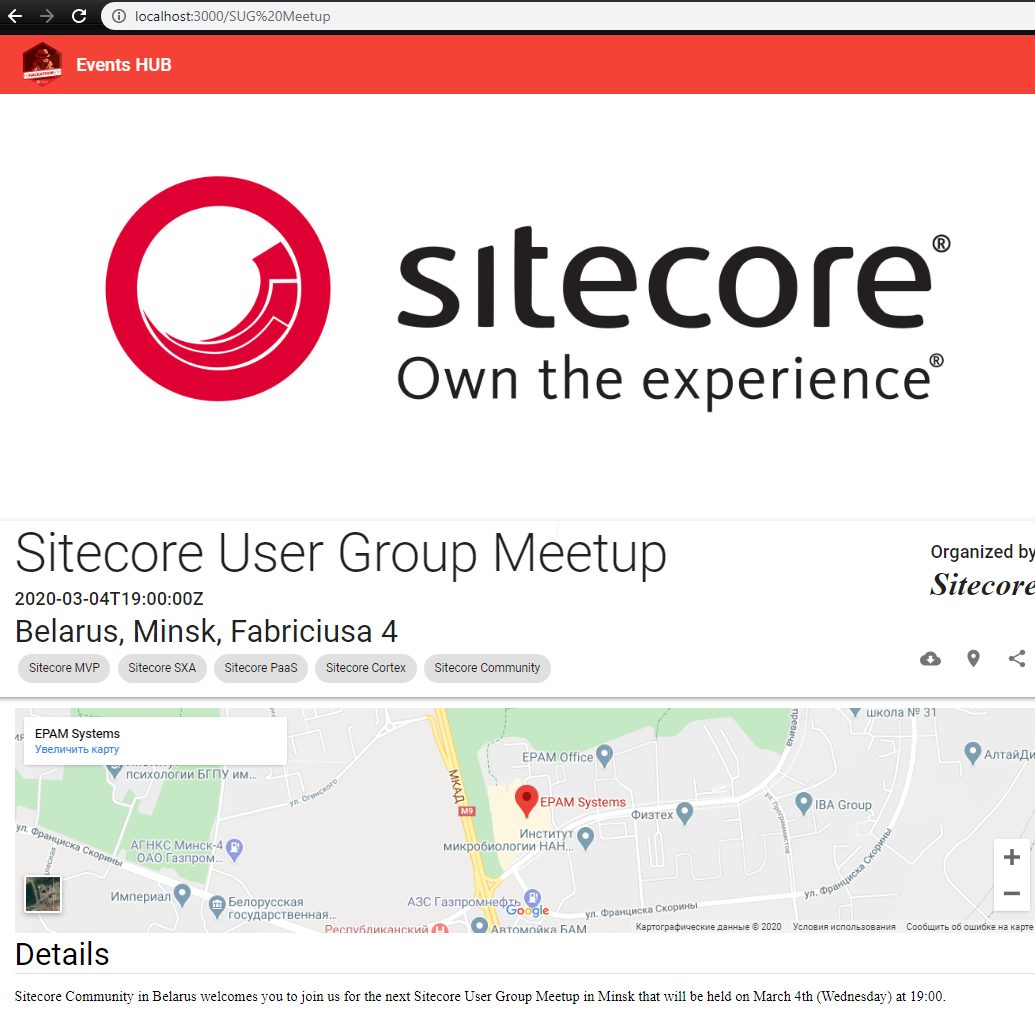 localhost:3000/SUG%20Meetup
Events HUB
sitecore®
Own the experience®
Sitecore User Group Meetup
Organized by
2020-03-04T19:00:00Z
Sitecore
Belarus, Minsk, Fabriciusa 4
Sitecore MVP
Sitecore SXA
Sitecore PaaS
Sitecore Cortex
Sitecore Community
EPAM Systems
Увеличить карту
школа № 31
EPAM Office
АлтайДи
психологии БГПУ им...
МКАД
ул. Огинского
M9
EPAM Systems
IBA Group
Физтех
ул. Программистов
ул. Франциска Скорины
Институт
микробиологии НАН...
АГНКС Минск-4
ОАО Газпром...
ул. Франциска Скорины
Империал
Белорусская
государственная...
АЗС Газпромнефть
Google
ул. Франциска Скорины
Республиканский
Автомойка БАМ
Картографические данные © 2020
Условия использования
Сообщить об ошибке на карте
Details
Sitecore Community in Belarus welcomes you to join us for the next Sitecore User Group Meetup in Minsk that will be held on March 4th (Wednesday) at 19:00.